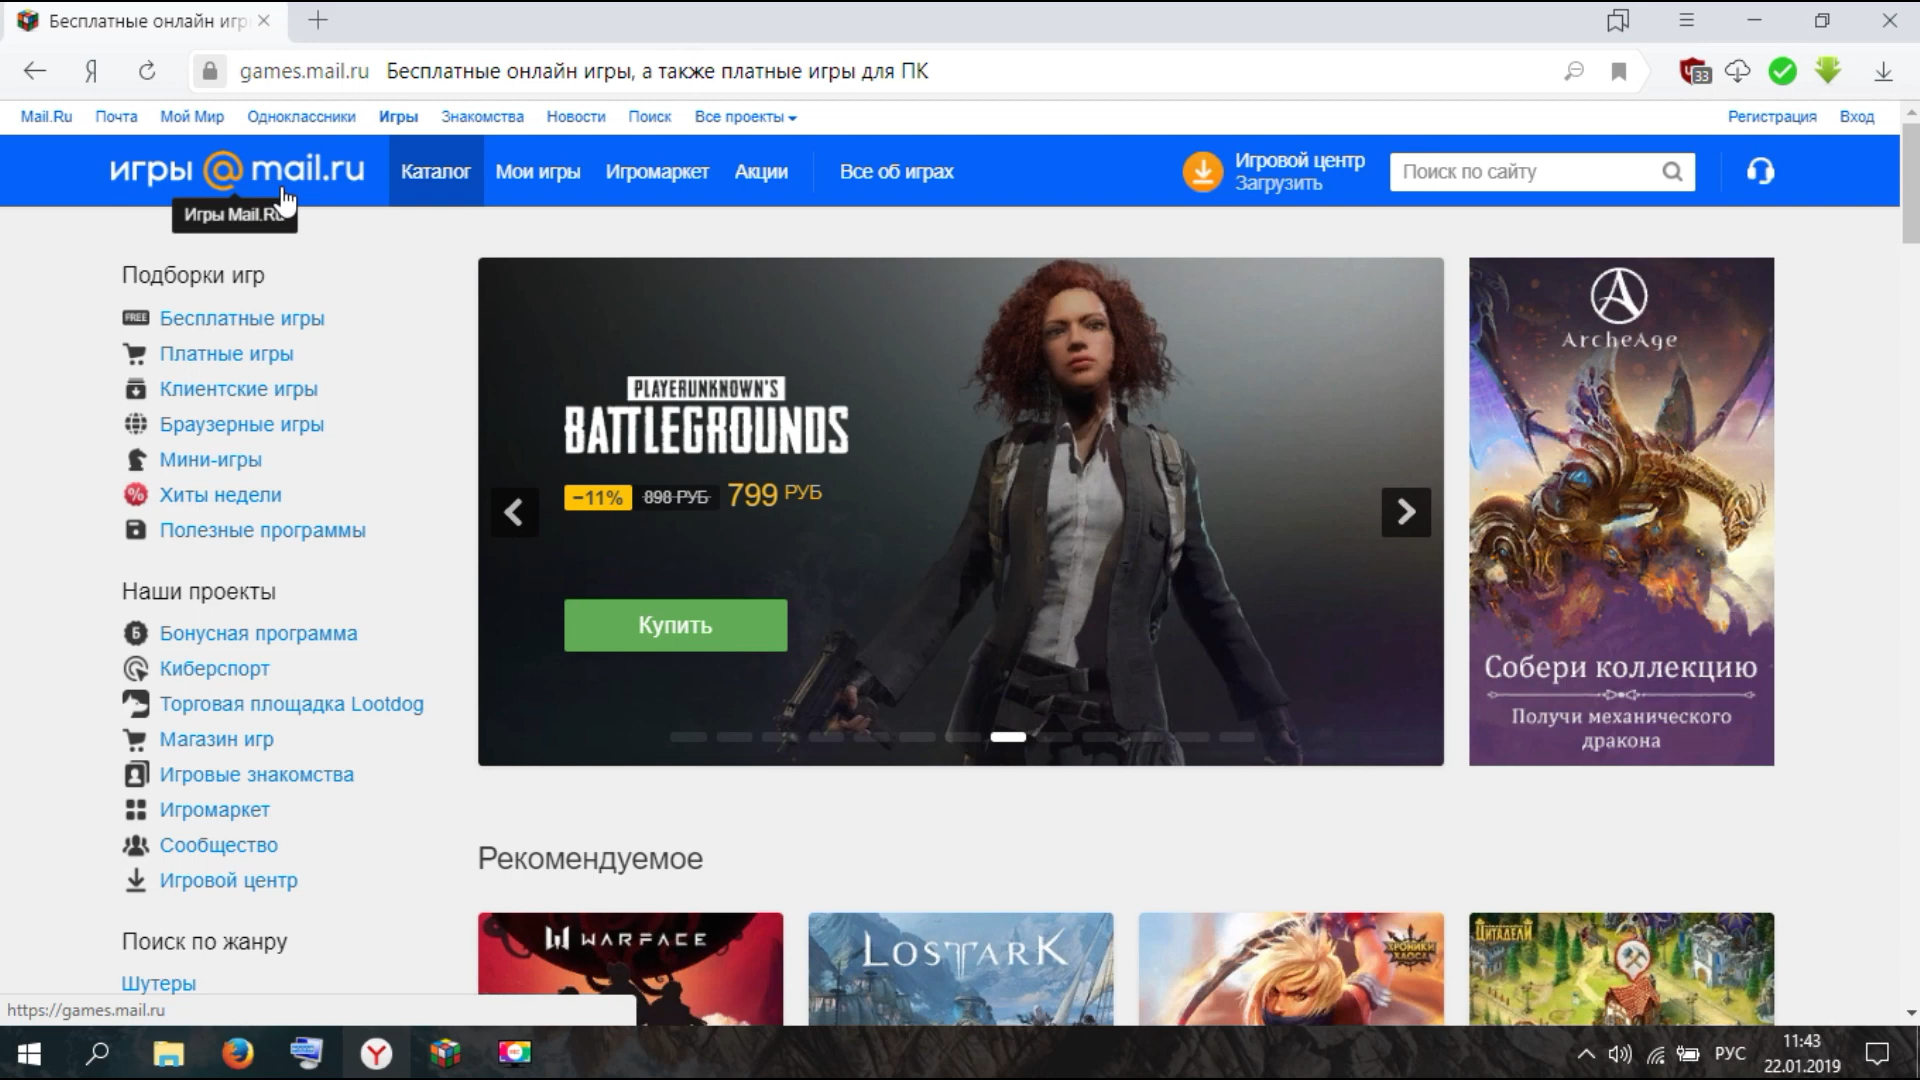 Бесплатные онлайн игр
games.mail.ru Бесплатные онлайн игры, а также платные игры для ПК
33
Mail.Ru Почта Мой Мир Одноклассники Игры Знакомства Новости Поиск Все проекты Регистрация Вход
игры @ mail.ru Каталог Мои игры Игромаркет Акции Все об играх
Игровой центр
Загрузить
Поиск по сайту
Игры Mail.Ru
Подборки игр
FREE Бесплатные игры
Платные игры
Клиентские игры
Браузерные игры
Мини-игры
% Хиты недели
Полезные программы
Наши проекты
Б Бонусная программа
Киберспорт
Торговая площадка Lootdog
Магазин игр
Игровые знакомства
Игромаркет
Сообщество
Игровой центр
Поиск по жанру
Шутеры
PLAYERUNKNOWN'S
BATTLEGROUNDS
−11% 898 РУБ 799 РУБ
Купить
ArcheAge
Собери коллекцию
Получи механического
дракона
Рекомендуемое
WARFACE
LOST ARK
ХРОНИКИ
ХАОСА
ЦИТАДЕЛИ
https://games.mail.ru
РУС
11:43
22.01.2019